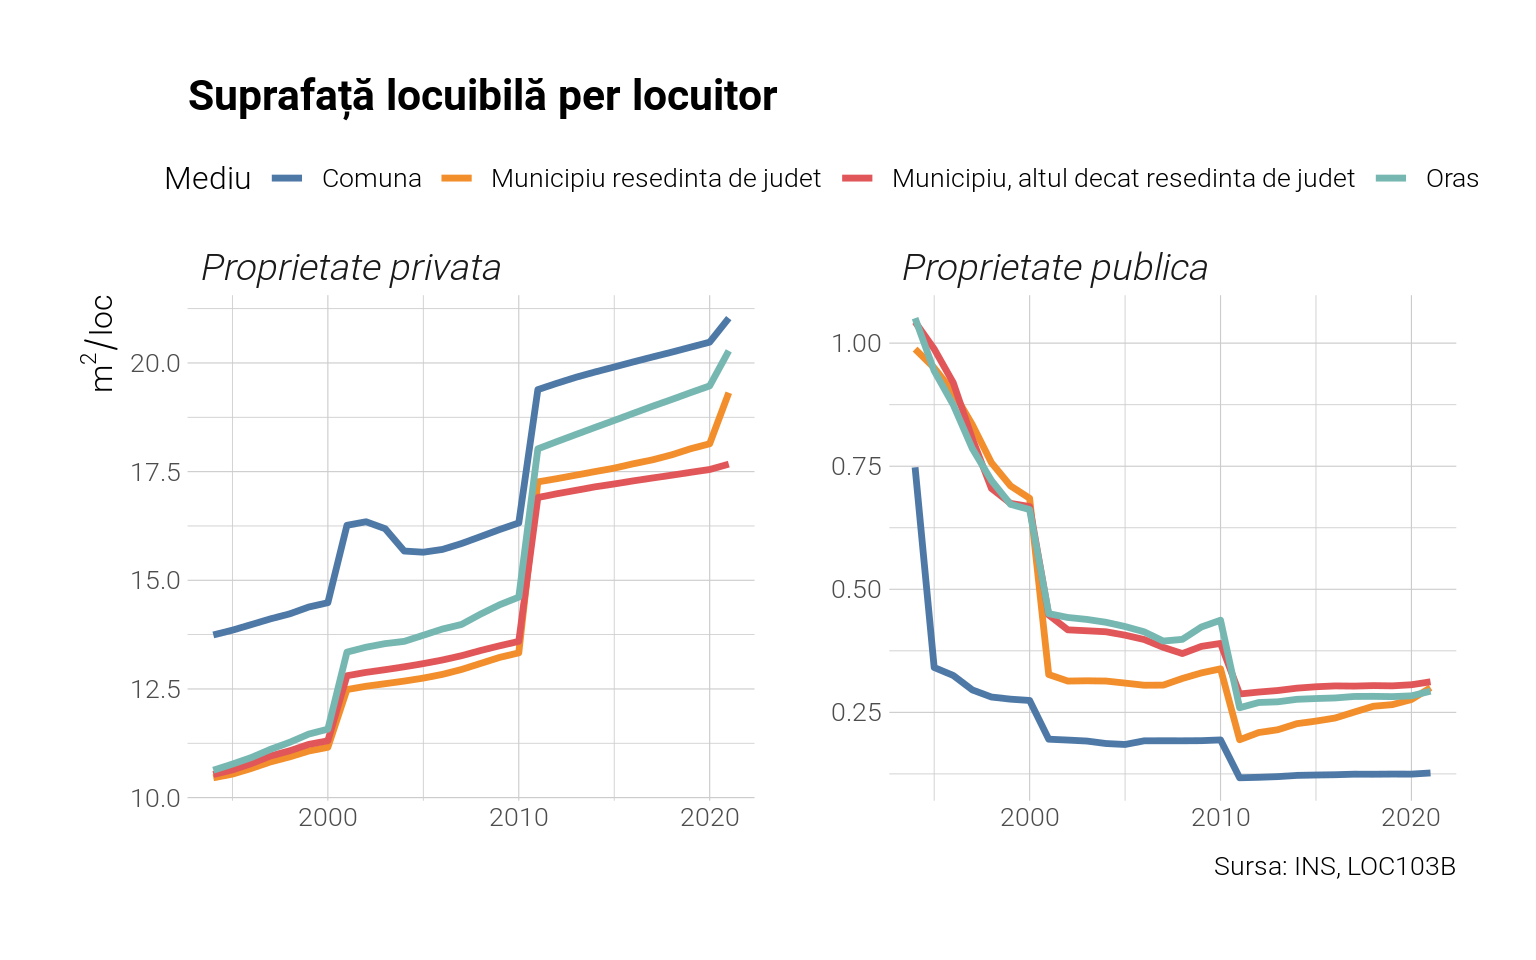 Suprafață locuibilă per locuitor
Mediu Comuna Municipiu resedinta de judet Municipiu, altul decat resedinta de judet Oras
Proprietate privata
m²/loc
20.0
17.5
15.0
12.5
10.0
2000 2010 2020
Proprietate publica
1.00
0.75
0.50
0.25
2000 2010 2020
Sursa: INS, LOC103B